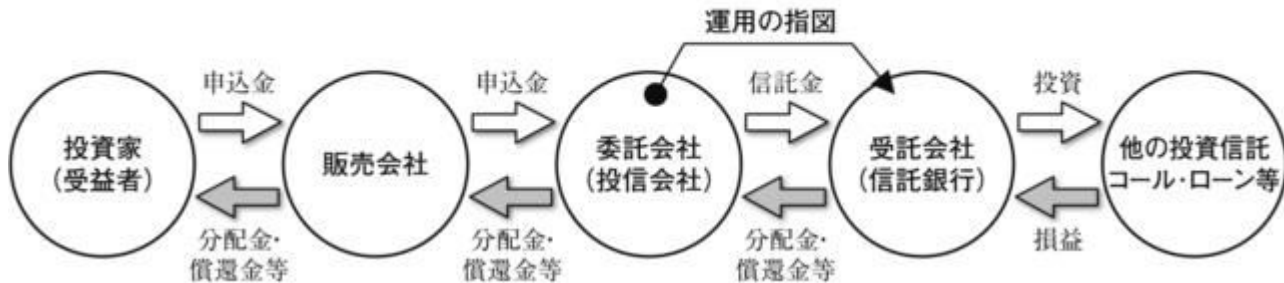 運用の指図
申込金
申込金
信託金
投資
投資家
(受益者)
販売会社
委託会社
(投信会社)
受託会社
(信託銀行)
他の投資信託
コール・ローン等
分配金・
償還金等
分配金・
償還金等
分配金・
償還金等
損益